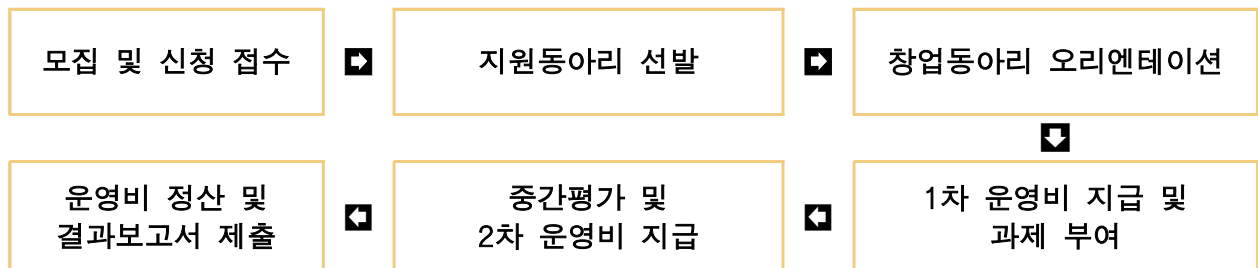 모집 및 신청 접수
지원동아리 선발
창업동아리 오리엔테이션
1차 운영비 지급 및
과제 부여
중간평가 및
2차 운영비 지급
운영비 정산 및
결과보고서 제출